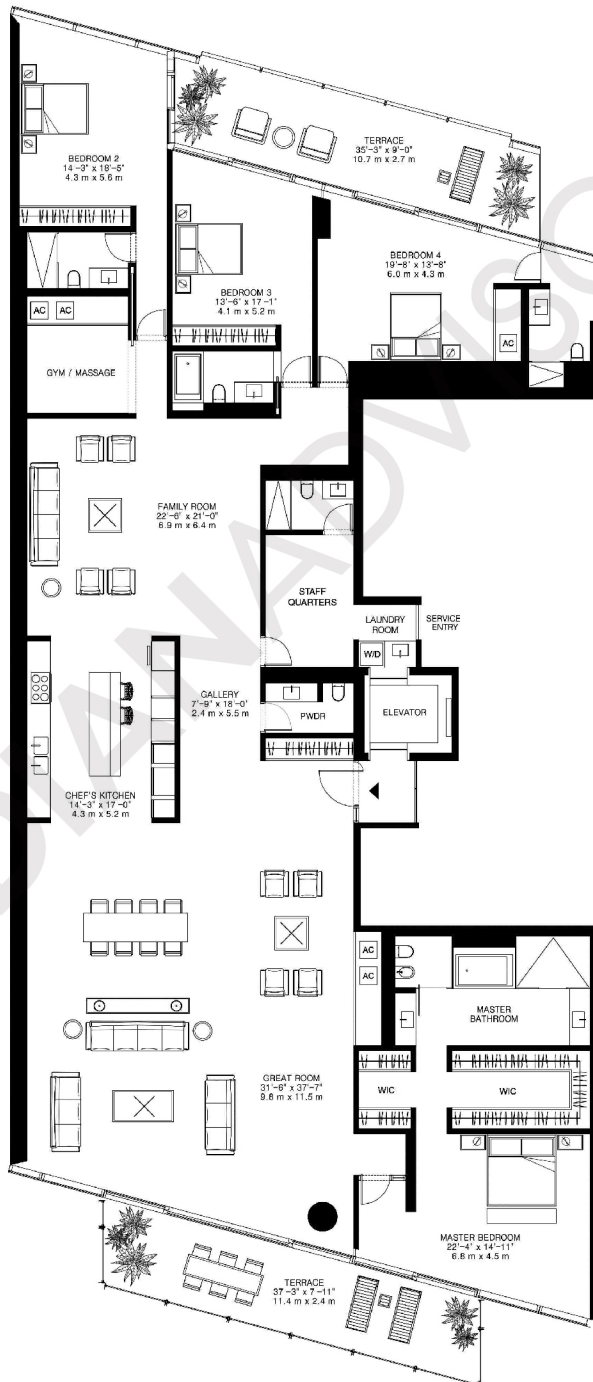 TERRACE
35'-3" x 9'-0"
10.7 m x 2.7 m
BEDROOM 2
14'-3" x 18'-5"
4.3 m x 5.6 m
BEDROOM 4
19'-8" x 13'-8"
6.0 m x 4.3 m
BEDROOM 3
13'-6" x 17'-1"
4.1 m x 5.2 m
AC AC
AC
GYM / MASSAGE
FAMILY ROOM
22'-6" x 21'-0"
6.9 m x 6.4 m
STAFF
QUARTERS
LAUNDRY
ROOM
SERVICE
ENTRY
W/D
GALLERY
7'-9" x 18'-0"
2.4 m x 5.5 m
PWDR
ELEVATOR
CHEF'S KITCHEN
14'-3" x 17'-0"
4.3 m x 5.2 m
AC
AC
MASTER
BATHROOM
GREAT ROOM
31'-6" x 37'-7"
9.6 m x 11.5 m
WIC
WIC
MASTER BEDROOM
22'-4" x 14'-11"
6.8 m x 4.5 m
TERRACE
37'-3" x 7'-11"
11.4 m x 2.4 m
DIANADVISO